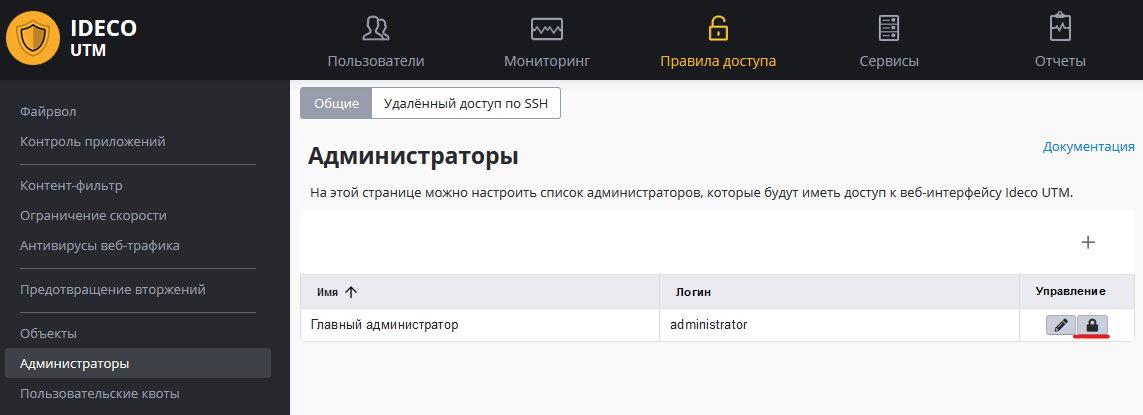 IDECO
UTM
Пользователи
Мониторинг
Правила доступа
Сервисы
Отчеты
Файрвол
Контроль приложений
Контент-фильтр
Ограничение скорости
Антивирусы веб-трафика
Предотвращение вторжений
Объекты
Администраторы
Пользовательские квоты
Общие
Удалённый доступ по SSH
Администраторы
Документация
На этой странице можно настроить список администраторов, которые будут иметь доступ к веб-интерфейсу Ideco UTM.
Имя
Логин
Управление
Главный администратор
administrator